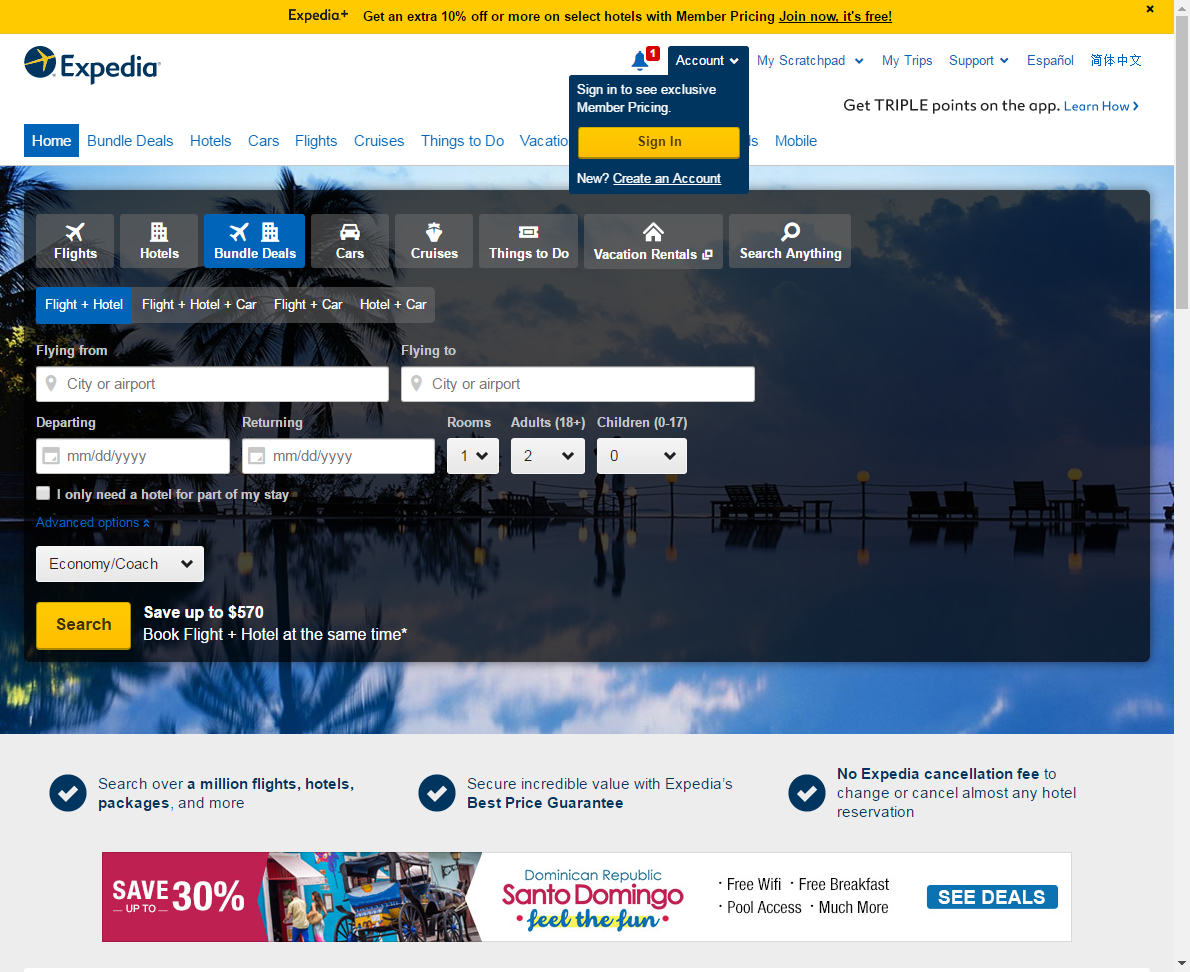 Expedia+ Get an extra 10% off or more on select hotels with Member Pricing Join now, it's free!
Expedia
1
Account
My Scratchpad
My Trips
Support
Español
简体中文
Sign in to see exclusive
Member Pricing.
Sign In
New? Create an Account
Get TRIPLE points on the app. Learn How
Home
Bundle Deals
Hotels
Cars
Flights
Cruises
Things to Do
Mobile
Flights
Hotels
Bundle Deals
Cars
Cruises
Things to Do
Vacation Rentals
Search Anything
Flight + Hotel
Flight + Hotel + Car
Flight + Car
Hotel + Car
Flying from
Flying to
City or airport
City or airport
Departing
Returning
Rooms
Adults (18+)
Children (0-17)
mm/dd/yyyy
mm/dd/yyyy
1
2
0
I only need a hotel for part of my stay
Advanced options
Economy/Coach
Search
Save up to $570
Book Flight + Hotel at the same time*
Search over a million flights, hotels,
packages, and more
Secure incredible value with Expedia's
Best Price Guarantee
No Expedia cancellation fee to
change or cancel almost any hotel
reservation
SAVE
— UP TO —
30%
Dominican Republic
Santo Domingo
• feel the fun •
· Free Wifi · Free Breakfast
· Pool Access · Much More
SEE DEALS